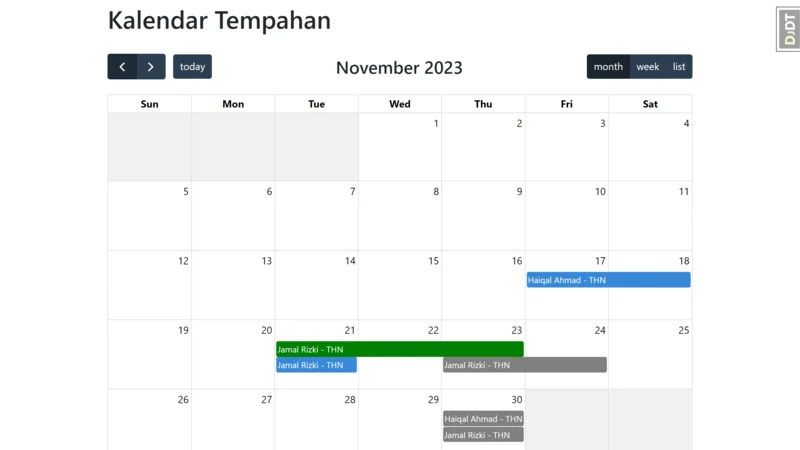 Kalendar Tempahan
DjDT
today
November 2023
month week list
Sun Mon Tue Wed Thu Fri Sat
1 2 3 4
5 6 7 8 9 10 11
12 13 14 15 16 17 18
Haiqal Ahmad - THN
19 20 21 22 23 24 25
Jamal Rizki - THN
Jamal Rizki - THN Jamal Rizki - THN
26 27 28 29 30
Haiqal Ahmad - THN
Jamal Rizki - THN